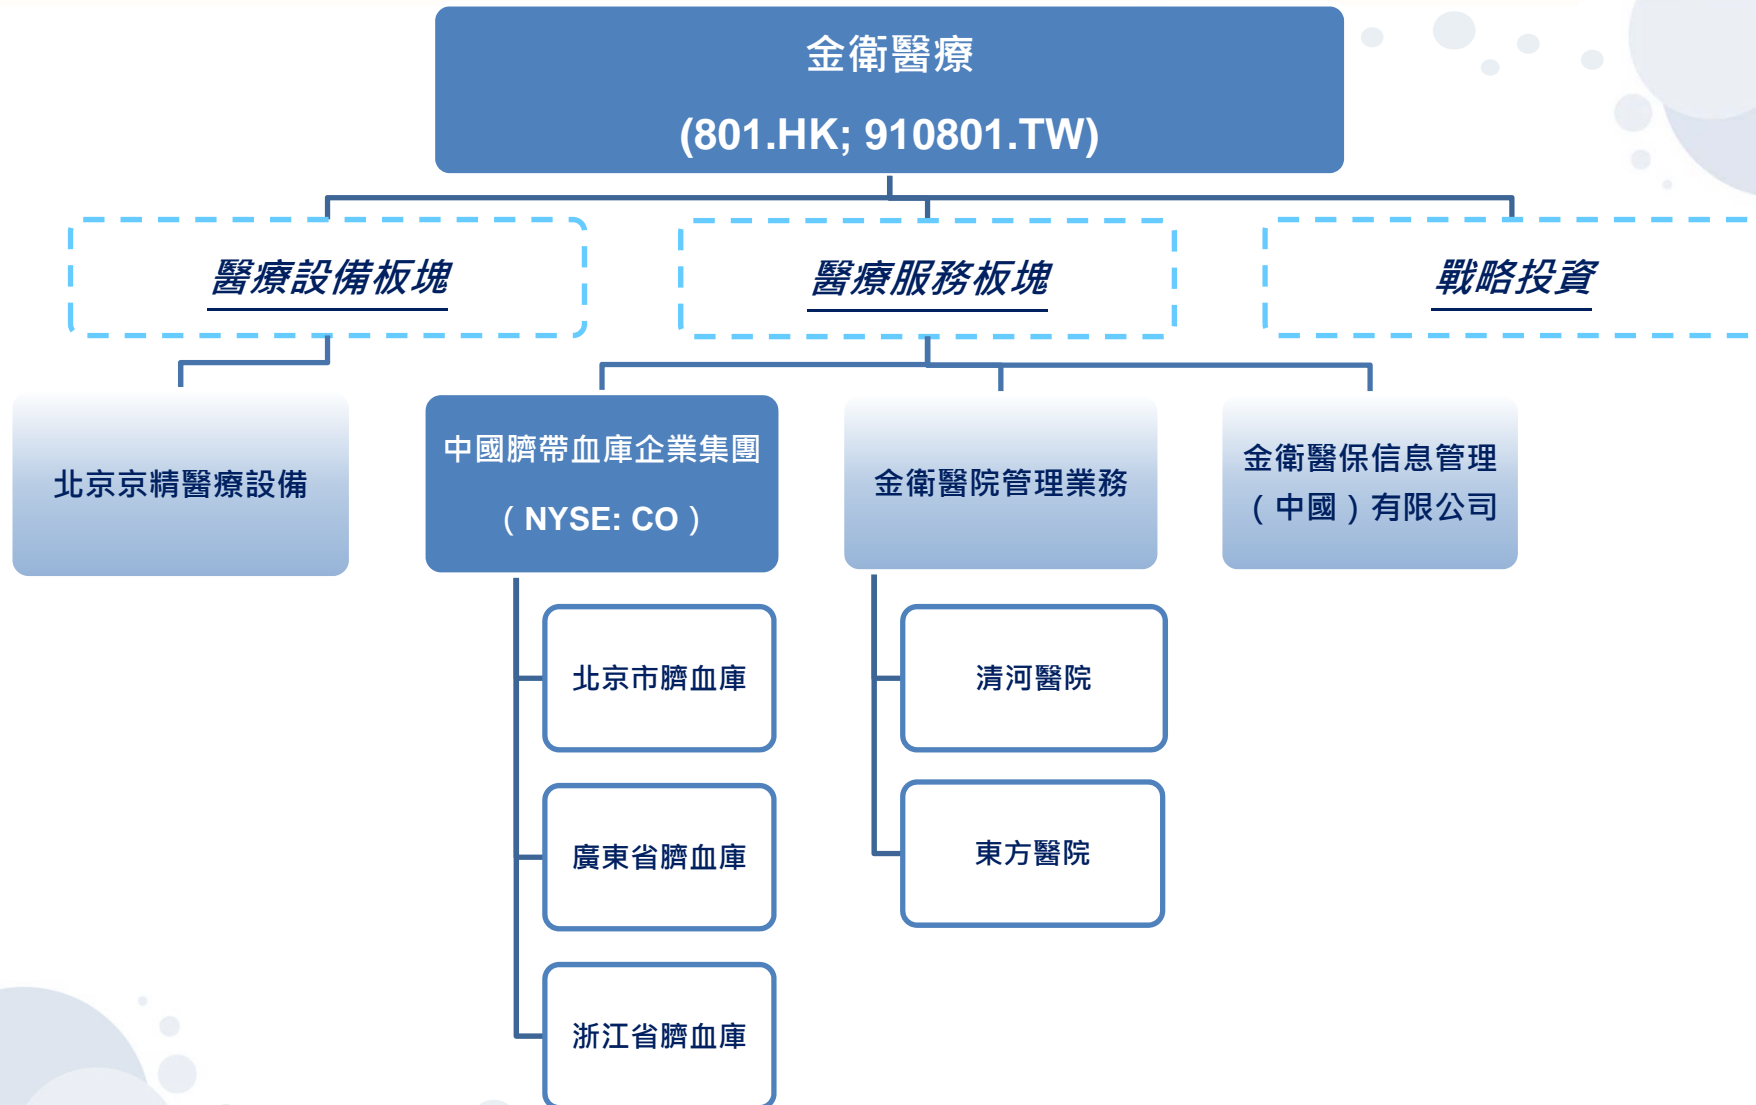 金衛醫療
(801.HK; 910801.TW)
醫療設備板塊
醫療服務板塊
戰略投資
北京京精醫療設備
中國臍帶血庫企業集團
（NYSE: CO）
金衛醫院管理業務
金衛醫保信息管理
（中國）有限公司
北京市臍血庫
清河醫院
廣東省臍血庫
東方醫院
浙江省臍血庫